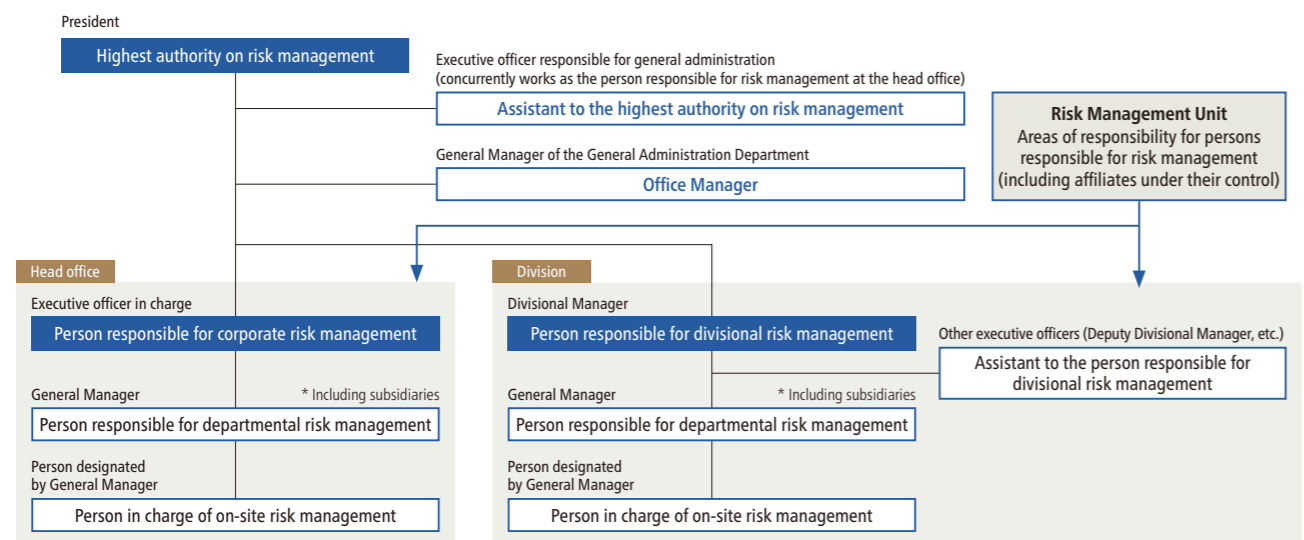 President
Highest authority on risk management
Executive officer responsible for general administration
(concurrently works as the person responsible for risk management at the head office)
Assistant to the highest authority on risk management
General Manager of the General Administration Department
Office Manager
Risk Management Unit
Areas of responsibility for persons
responsible for risk management
(including affiliates under their control)
Head office
Executive officer in charge
Person responsible for corporate risk management
General Manager
* Including subsidiaries
Person responsible for departmental risk management
Person designated
by General Manager
Person in charge of on-site risk management
Division
Divisional Manager
Person responsible for divisional risk management
Other executive officers (Deputy Divisional Manager, etc.)
Assistant to the person responsible for
divisional risk management
General Manager
* Including subsidiaries
Person responsible for departmental risk management
Person designated
by General Manager
Person in charge of on-site risk management